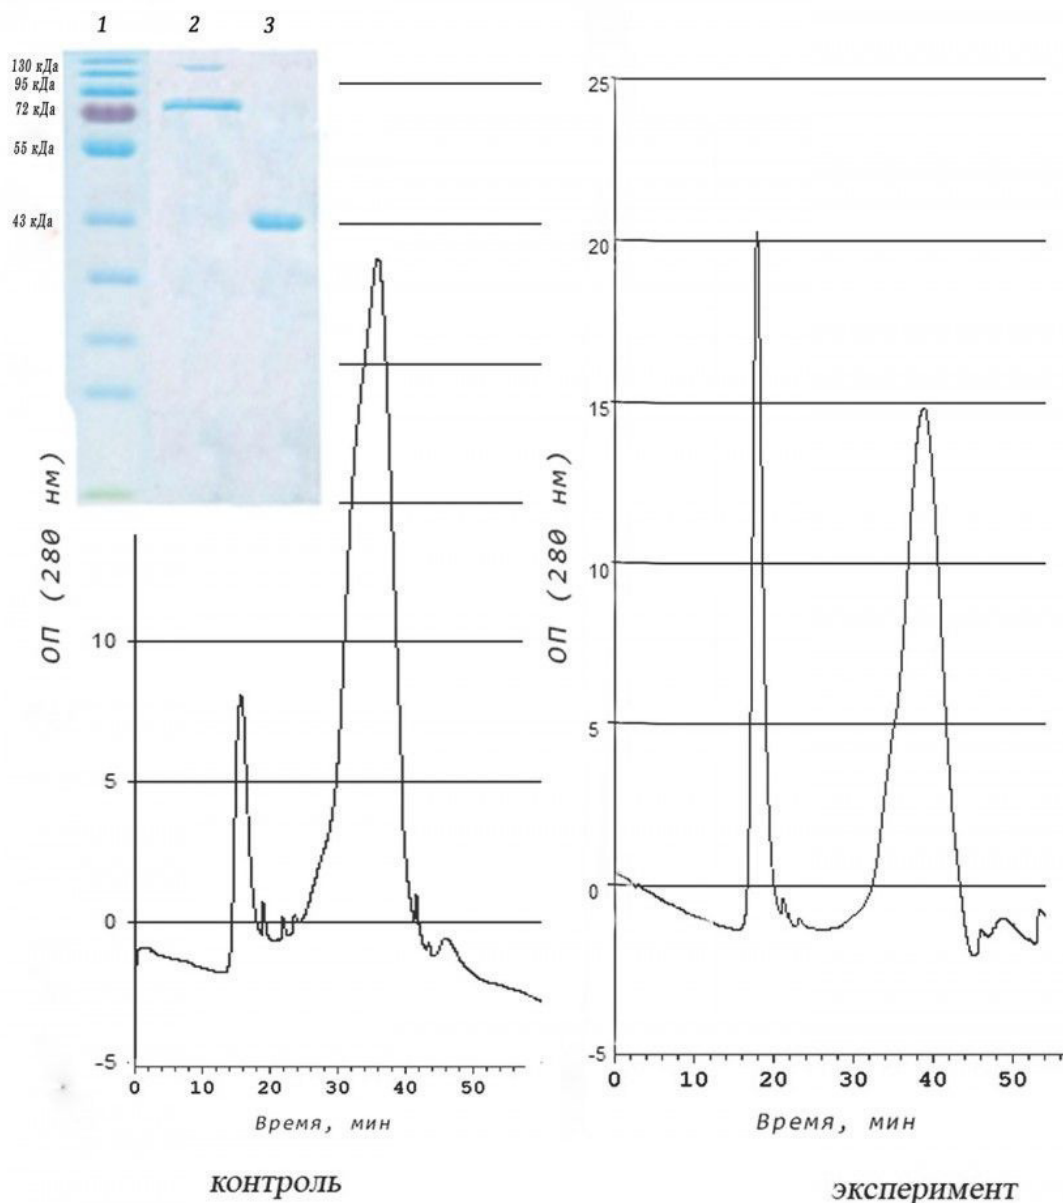 1 2 3
130 кДа
95 кДа
72 кДа
55 кДа
43 кДа
ОП (280 нм)
10
5
0
-5
0 10 20 30 40 50
Время, мин
контроль
ОП (280 нм)
25
20
15
10
5
0
-5
0 10 20 30 40 50
Время, мин
эксперимент